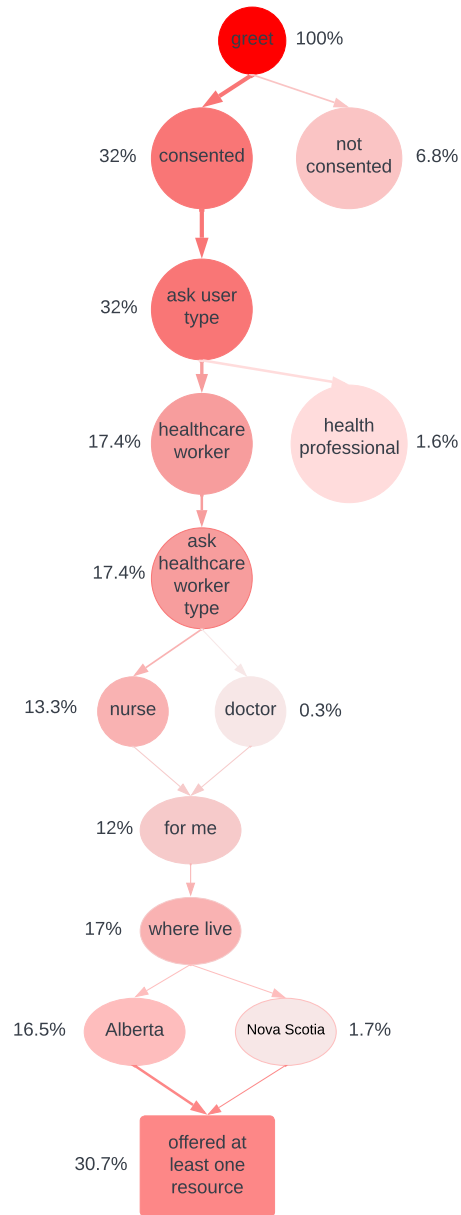 greet 100%
32% consented
not
consented 6.8%
32% ask user
type
17.4% healthcare
worker
health
professional 1.6%
17.4% ask
healthcare
worker
type
13.3% nurse
doctor 0.3%
12% for me
17% where live
16.5% Alberta
Nova Scotia 1.7%
30.7% offered at
least one
resource